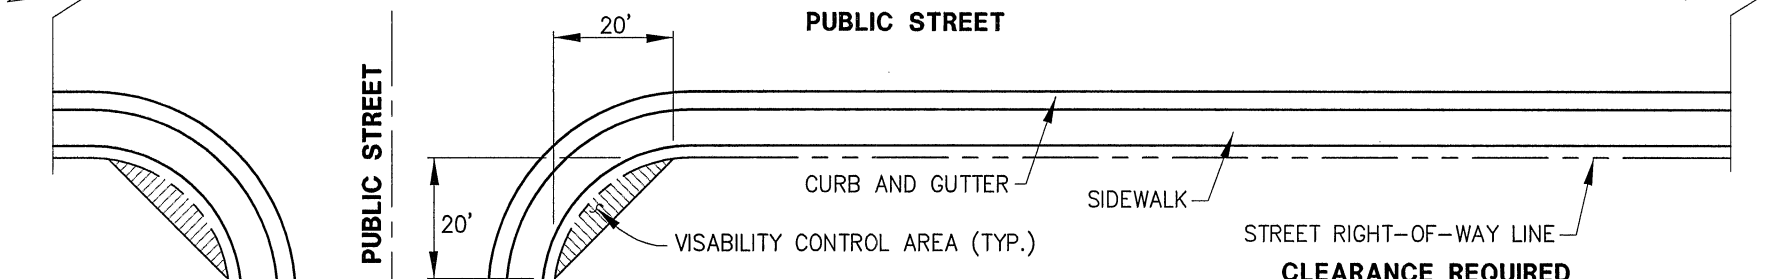 20'
PUBLIC STREET
PUBLIC STREET
CURB AND GUTTER
SIDEWALK
20'
VISABILITY CONTROL AREA (TYP.)
STREET RIGHT-OF-WAY LINE
CLEARANCE REQUIRED